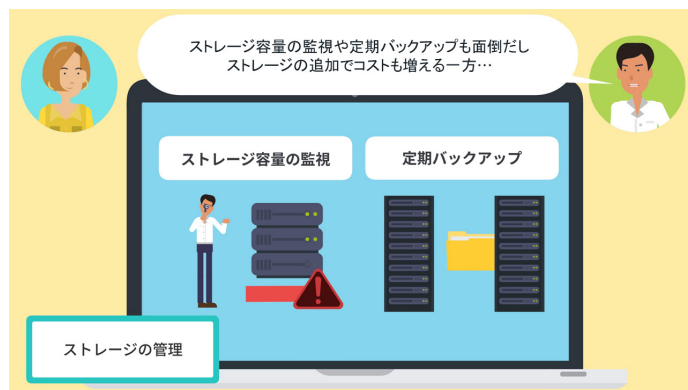 ストレージ容量の監視や定期バックアップも面倒だし
ストレージの追加でコストも増える一方…
ストレージ容量の監視
定期バックアップ
ストレージの管理